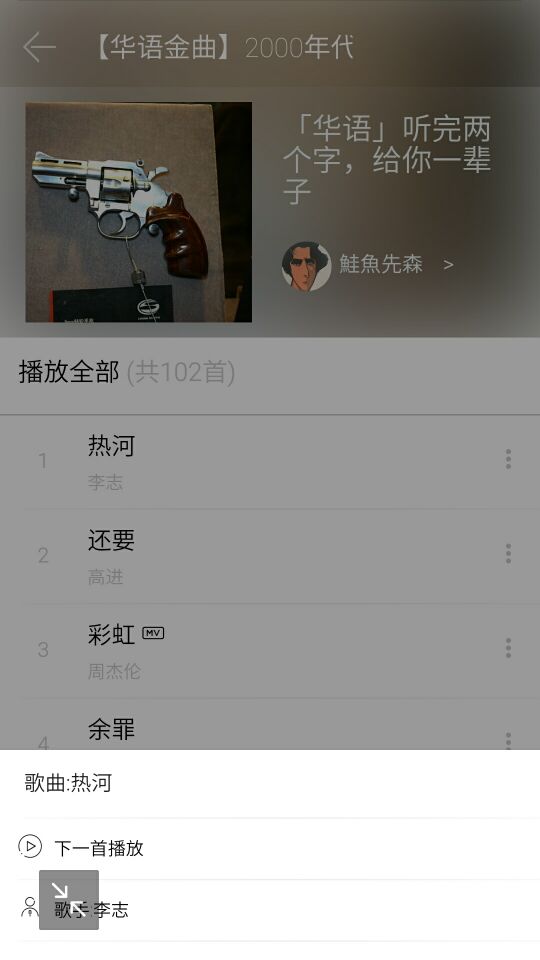 【华语金曲】2000年代
「华语」听完两
个字，给你一辈
子
鮭魚先森 >
播放全部 (共102首)
1 热河
李志
2 还要
高进
3 彩虹 MV
周杰伦
4 余罪
歌曲:热河
下一首播放
歌手:李志